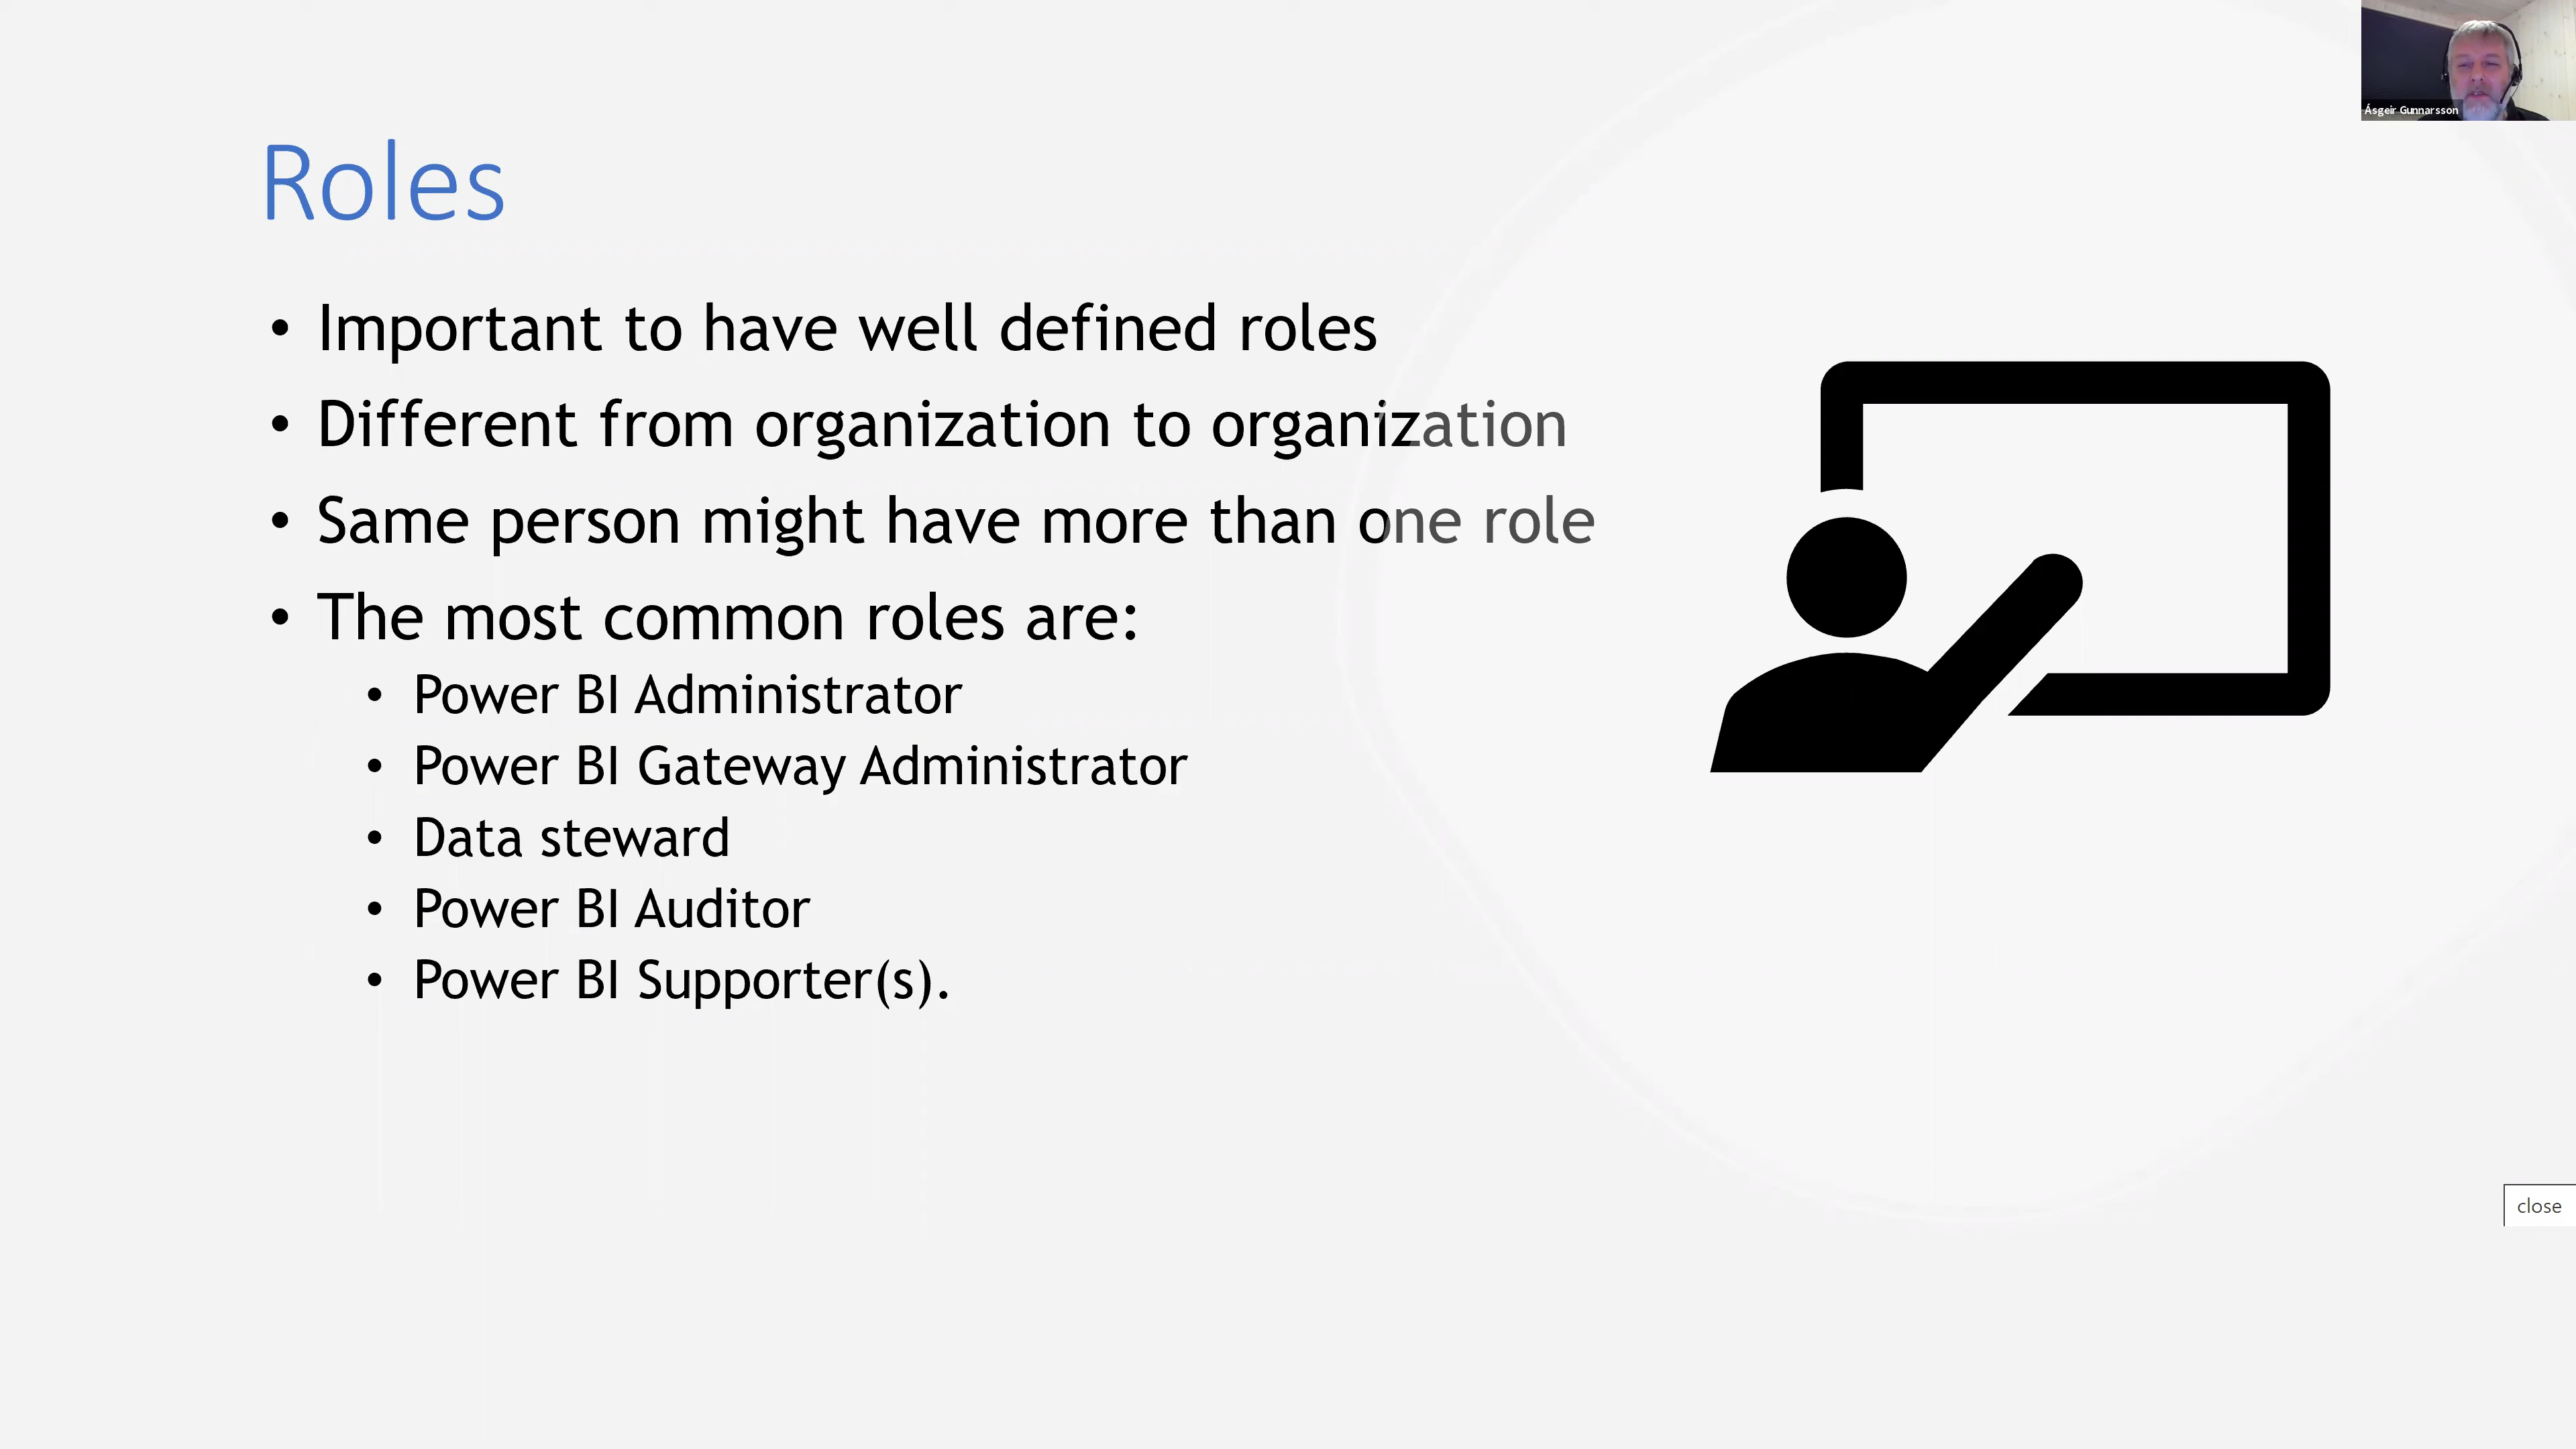 Ásgeir Gunnarsson
Roles
• Important to have well defined roles
• Different from organization to organization
• Same person might have more than one role
• The most common roles are:
• Power BI Administrator
• Power BI Gateway Administrator
• Data steward
• Power BI Auditor
• Power BI Supporter(s).
close